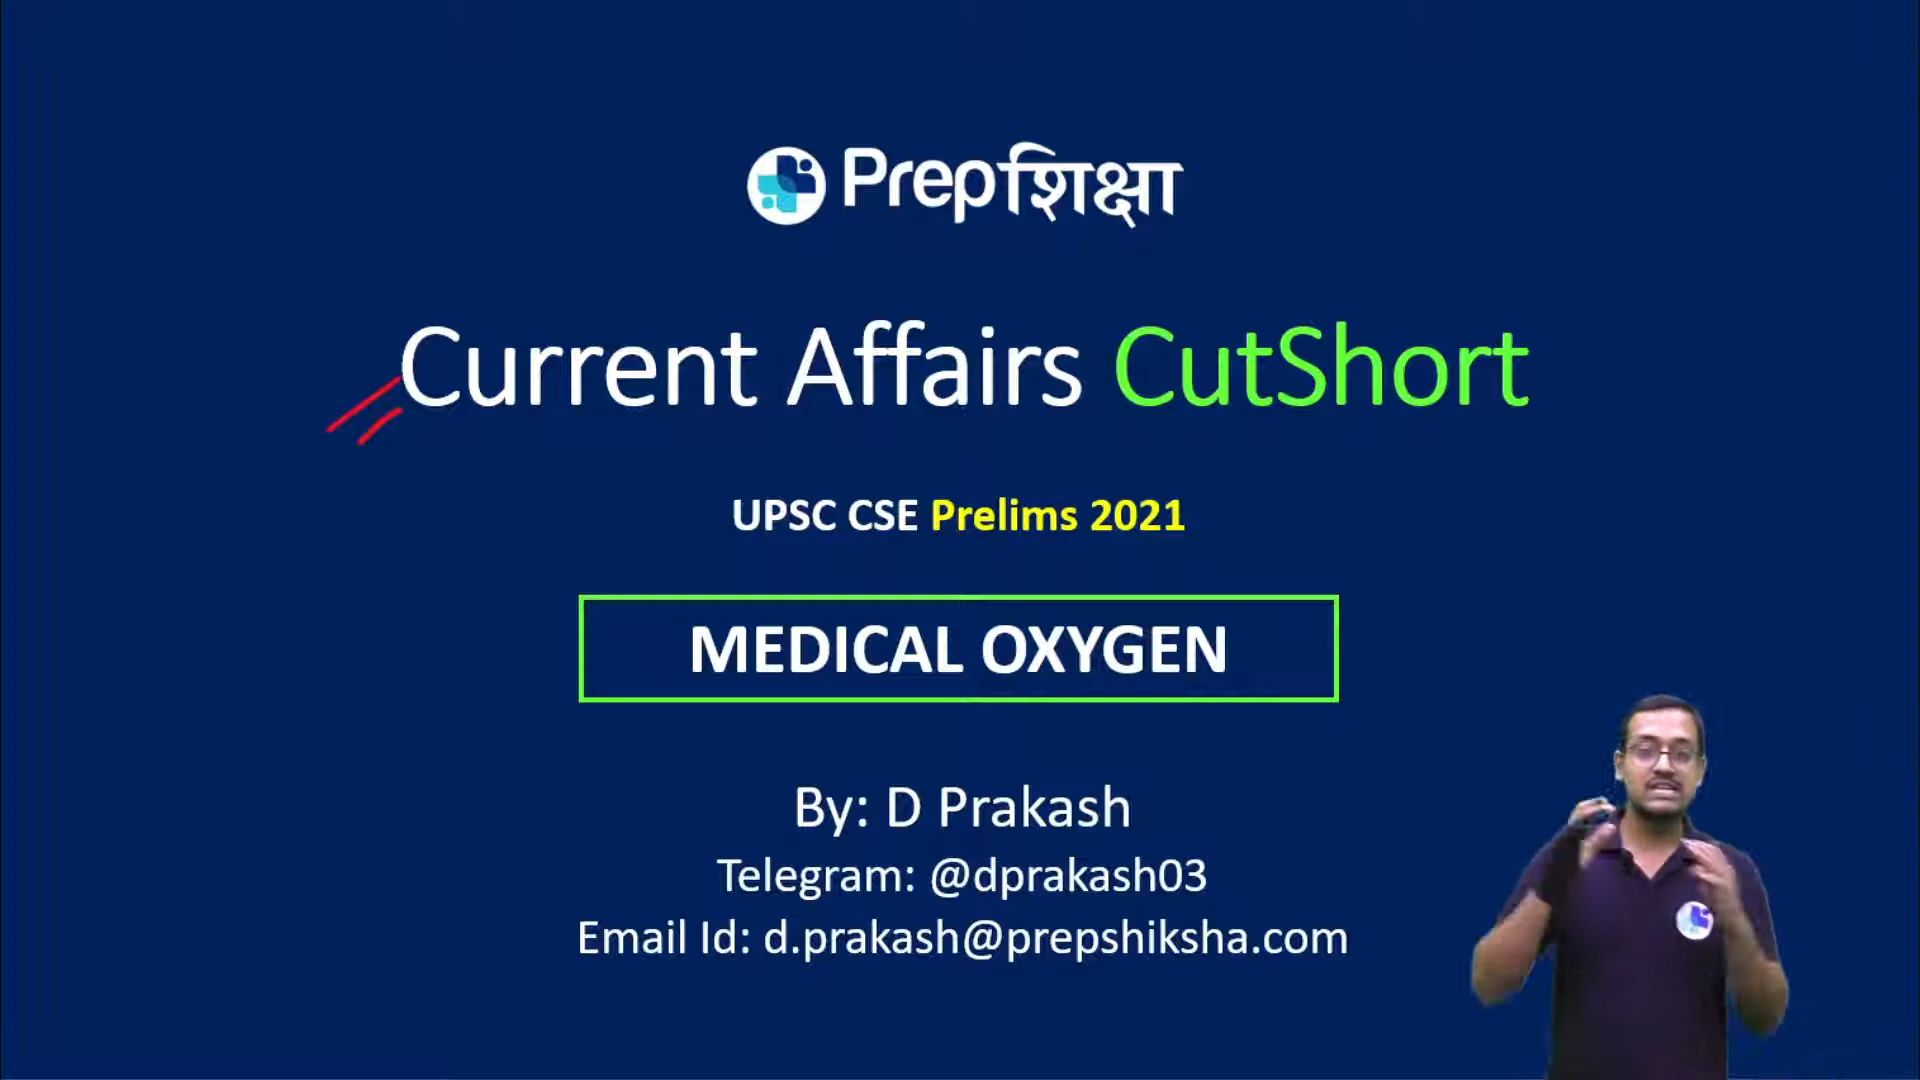 Prepशिक्षा
Current Affairs CutShort
UPSC CSE Prelims 2021
MEDICAL OXYGEN
By: D Prakash
Telegram: @dprakash03
Email Id: d.prakash@prepshiksha.com